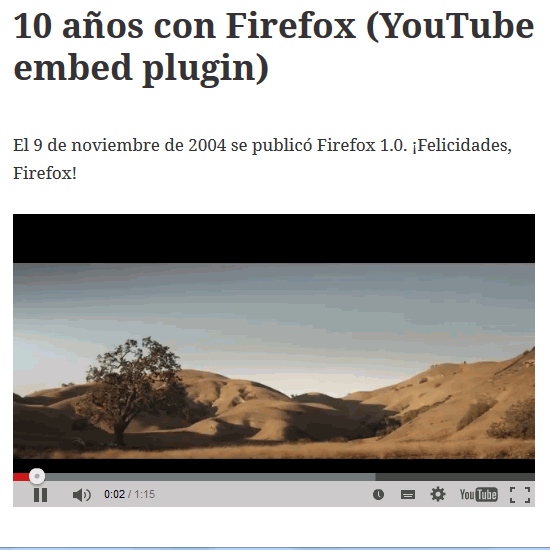 10 años con Firefox (YouTube
embed plugin)
El 9 de noviembre de 2004 se publicó Firefox 1.0. ¡Felicidades,
Firefox!
0:02 / 1:15
YouTube